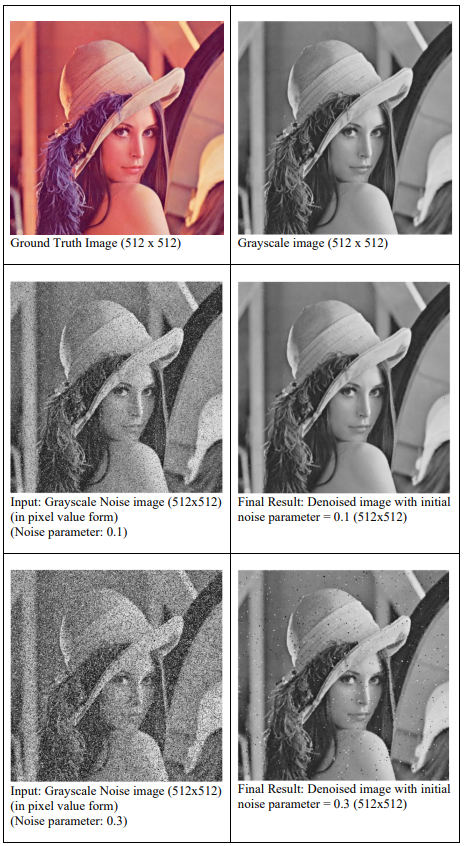 Ground Truth Image (512 x 512)
Grayscale image (512 x 512)
Input: Grayscale Noise image (512x512)
(in pixel value form)
(Noise parameter: 0.1)
Final Result: Denoised image with initial
noise parameter = 0.1 (512x512)
Input: Grayscale Noise image (512x512)
(in pixel value form)
(Noise parameter: 0.3)
Final Result: Denoised image with initial
noise parameter = 0.3 (512x512)